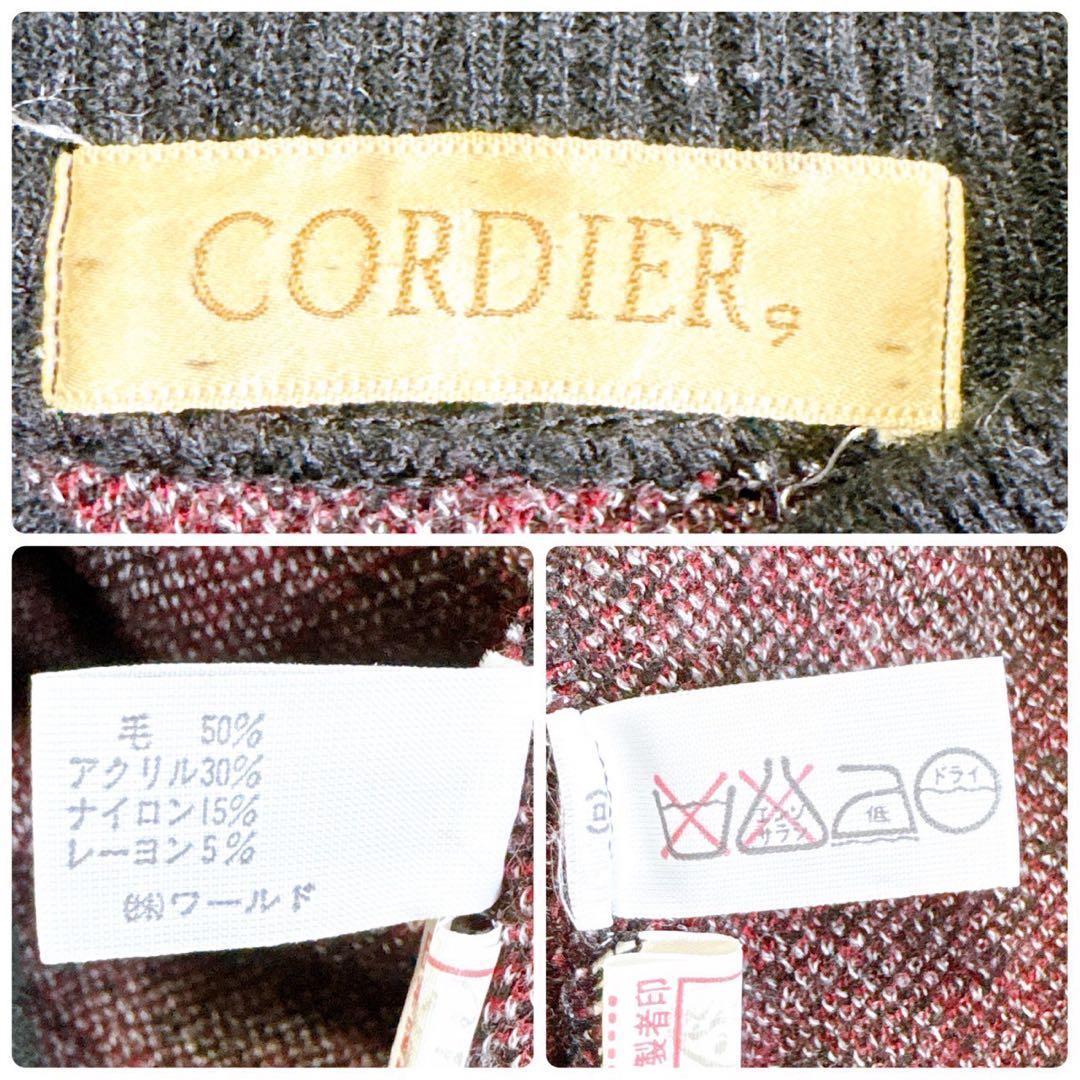 CORDIER,
9
毛 50%
アクリル30%
ナイロン15%
レーヨン5%
㈱ワールド
(口)
エンソ
サラシ
低
ドライ
製者印